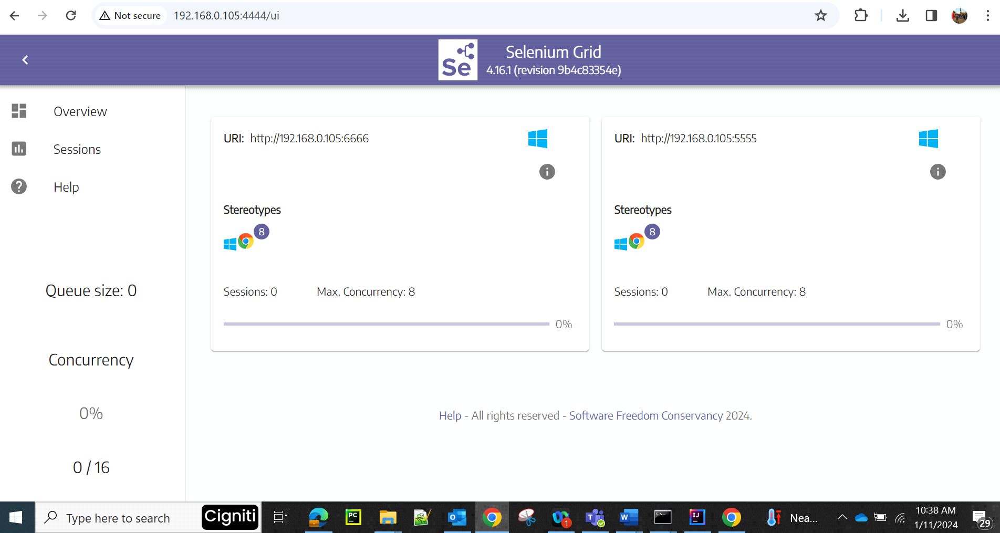 Not secure
192.168.0.105:4444/ui
Se
Selenium Grid
4.16.1 (revision 9b4c83354e)
Overview
Sessions
Help
Queue size: 0
Concurrency
0%
0 / 16
URI: http://192.168.0.105:6666
Stereotypes
8
Sessions: 0
Max. Concurrency: 8
0%
URI: http://192.168.0.105:5555
Stereotypes
8
Sessions: 0
Max. Concurrency: 8
0%
Help - All rights reserved - Software Freedom Conservancy 2024.
Type here to search
Cigniti
PC
O
1
T
W
IJ
Nea...
10:38 AM
1/11/2024
29